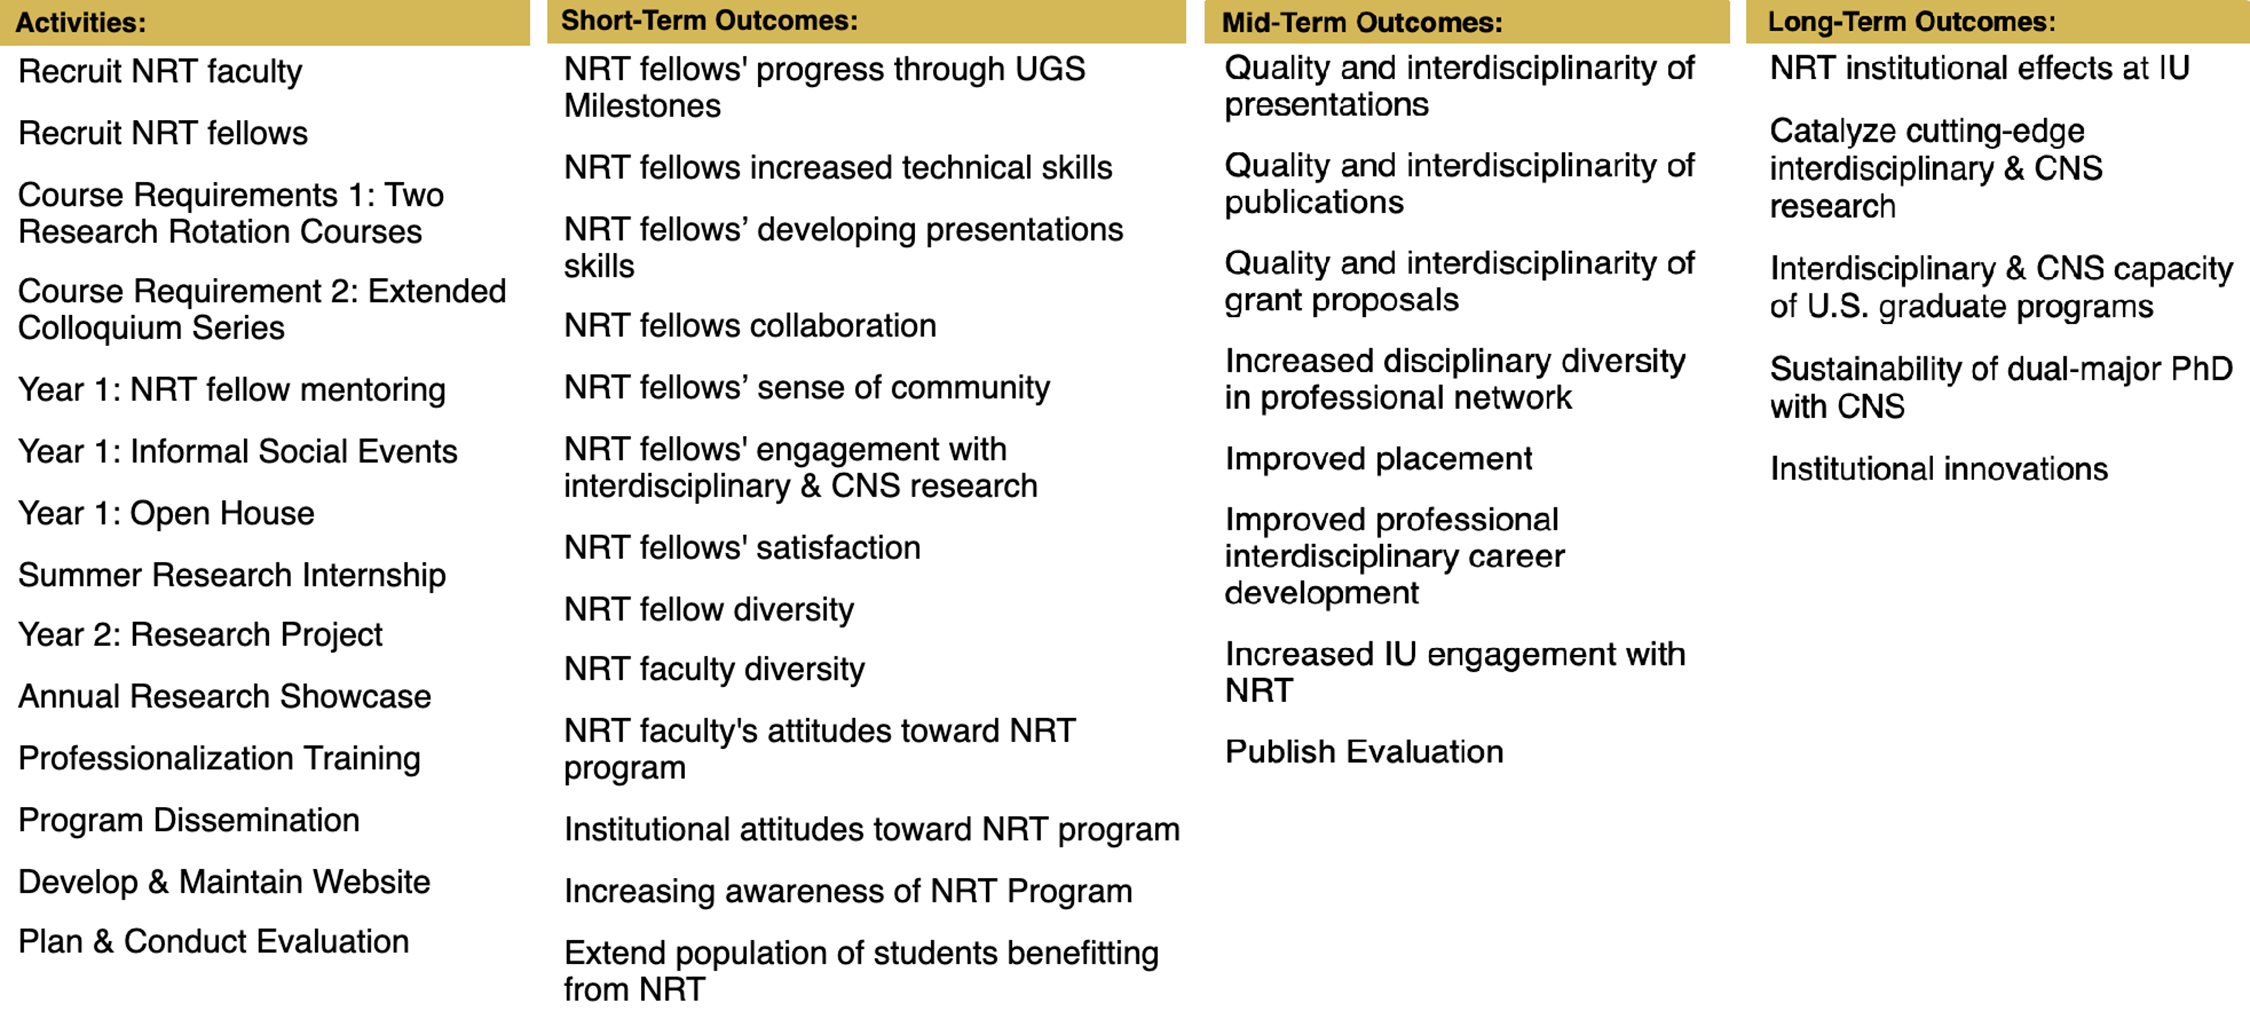 Activities:
Recruit NRT faculty
Recruit NRT fellows
Course Requirements 1: Two
Research Rotation Courses
Course Requirement 2: Extended
Colloquium Series
Year 1: NRT fellow mentoring
Year 1: Informal Social Events
Year 1: Open House
Summer Research Internship
Year 2: Research Project
Annual Research Showcase
Professionalization Training
Program Dissemination
Develop & Maintain Website
Plan & Conduct Evaluation
Short-Term Outcomes:
NRT fellows' progress through UGS
Milestones
NRT fellows increased technical skills
NRT fellows’ developing presentations
skills
NRT fellows collaboration
NRT fellows’ sense of community
NRT fellows' engagement with
interdisciplinary & CNS research
NRT fellows' satisfaction
NRT fellow diversity
NRT faculty diversity
NRT faculty's attitudes toward NRT
program
Institutional attitudes toward NRT program
Increasing awareness of NRT Program
Extend population of students benefitting
from NRT
Mid-Term Outcomes:
Quality and interdisciplinarity of
presentations
Quality and interdisciplinarity of
publications
Quality and interdisciplinarity of
grant proposals
Increased disciplinary diversity
in professional network
Improved placement
Improved professional
interdisciplinary career
development
Increased IU engagement with
NRT
Publish Evaluation
Long-Term Outcomes:
NRT institutional effects at IU
Catalyze cutting-edge
interdisciplinary & CNS
research
Interdisciplinary & CNS capacity
of U.S. graduate programs
Sustainability of dual-major PhD
with CNS
Institutional innovations